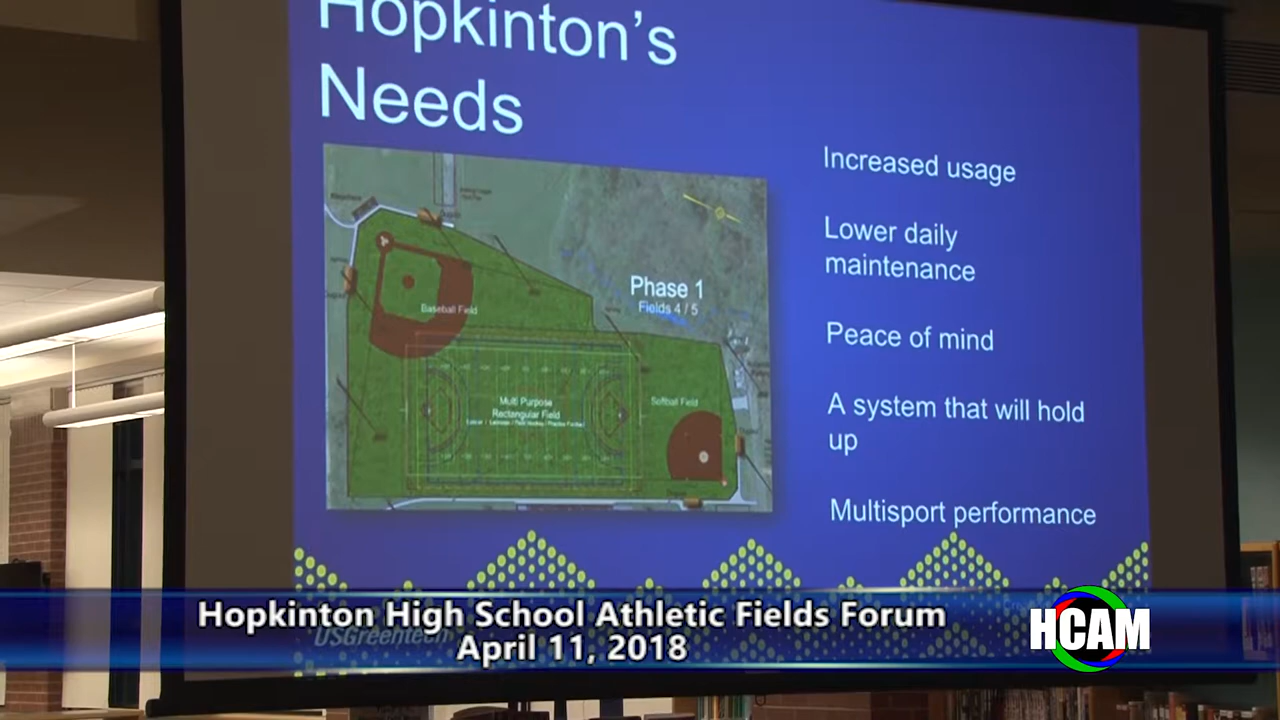 Hopkinton's
Needs
Increased usage
Lower daily
maintenance
Peace of mind
A system that will hold
up
Multisport performance
Phase 1
Fields 4 / 5
Baseball Field
Multi Purpose
Rectangular Field
Softball Field
Hopkinton High School Athletic Fields Forum
April 11, 2018
HCAM
USGreentech